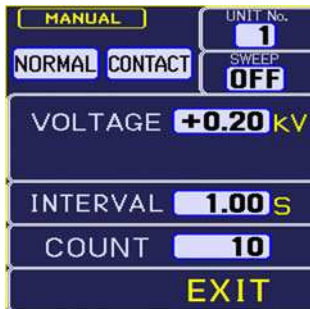 MANUAL
UNIT No.
1
NORMAL CONTACT
SWEEP
OFF
VOLTAGE +0.20 kV
INTERVAL 1.00 S
COUNT 10
EXIT